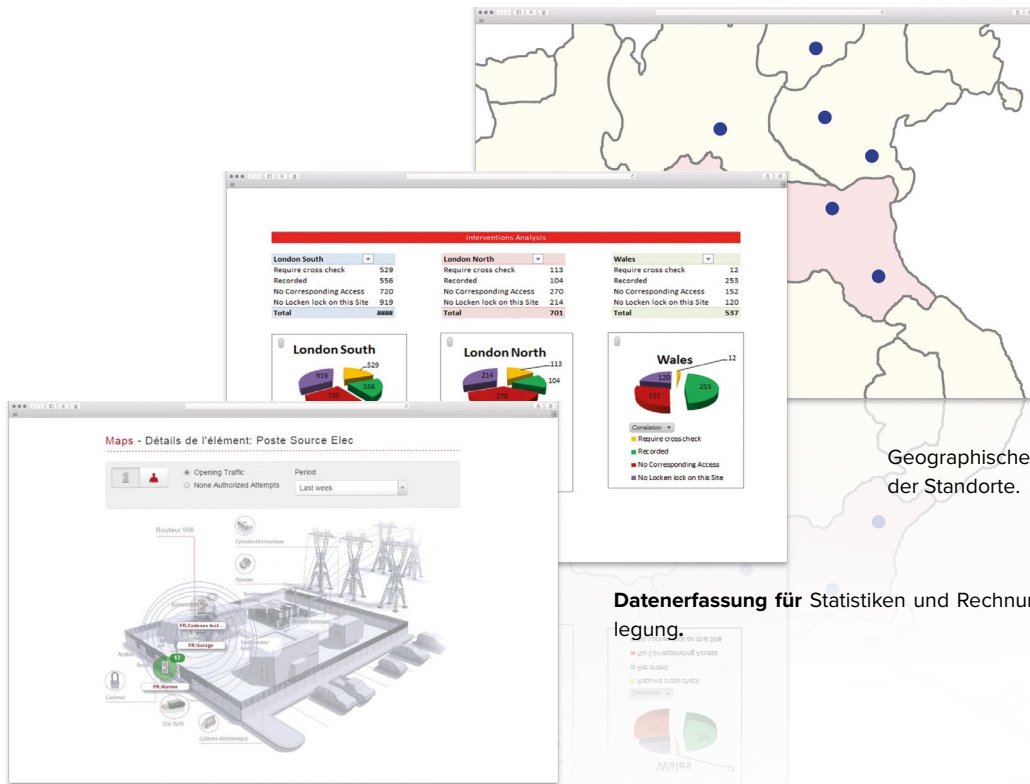 Interventions Analysis
London South
Require cross check 529
Recorded 556
No Corresponding Access 720
No Locken lock on this Site 919
Total ####
London North
Require cross check 113
Recorded 104
No Corresponding Access 270
No Locken lock on this Site 214
Total 701
Wales
Require cross check 12
Recorded 253
No Corresponding Access 152
No Locken lock on this Site 120
Total 537
London South
529
919
556
720
London North
113
214
104
270
Wales
12
120
253
152
Correlation
Require cross check
Recorded
No Corresponding Access
No Locken lock on this Site
Maps - Détails de l'élément: Poste Source Elec
Opening Traffic
None Authorized Attempts
Period
Last week
Routeur Wifi
Cylindre électronique
FR.Cadenas test...
FR.Garage
17
FR.Alarme
Cadenas
Clé WiFi
Cylindre électronique
Geographische
der Standorte.
Datenerfassung für Statistiken und Rechnun
legung.